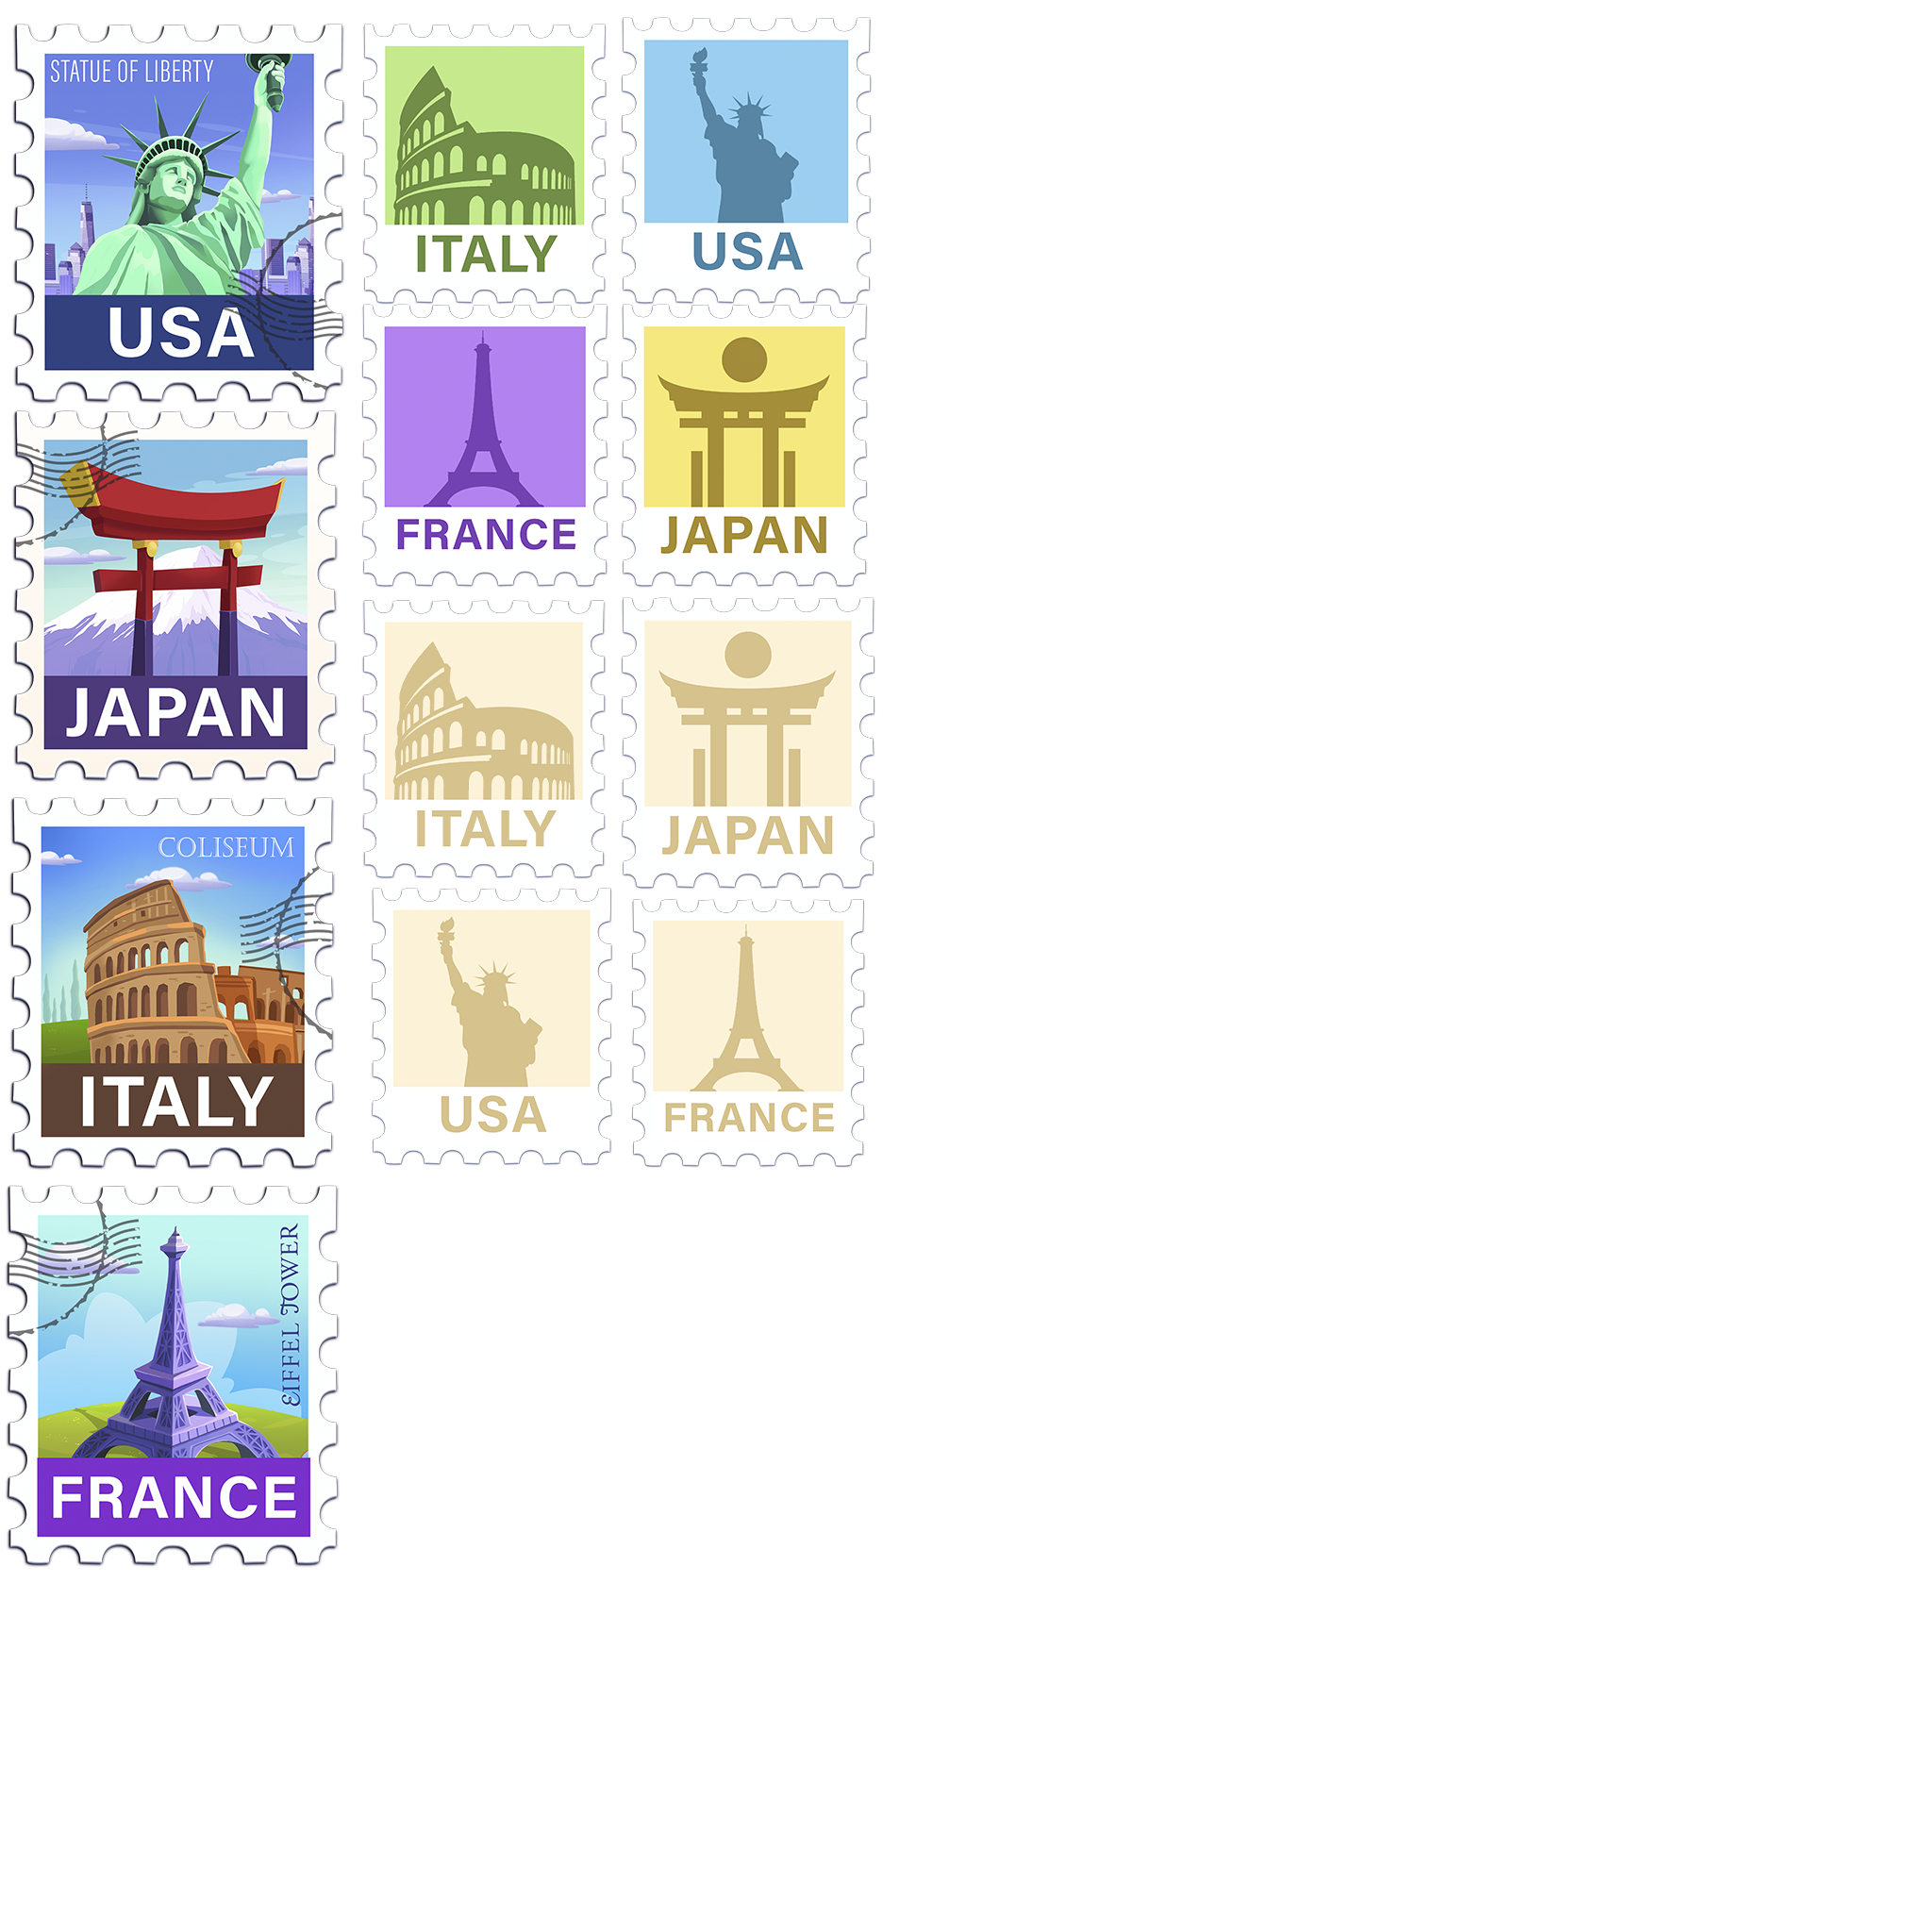 STATUE OF LIBERTY
USA
JAPAN
COLISEUM
ITALY
EIFFEL TOWER
FRANCE
ITALY
USA
FRANCE
JAPAN
ITALY
JAPAN
USA
FRANCE